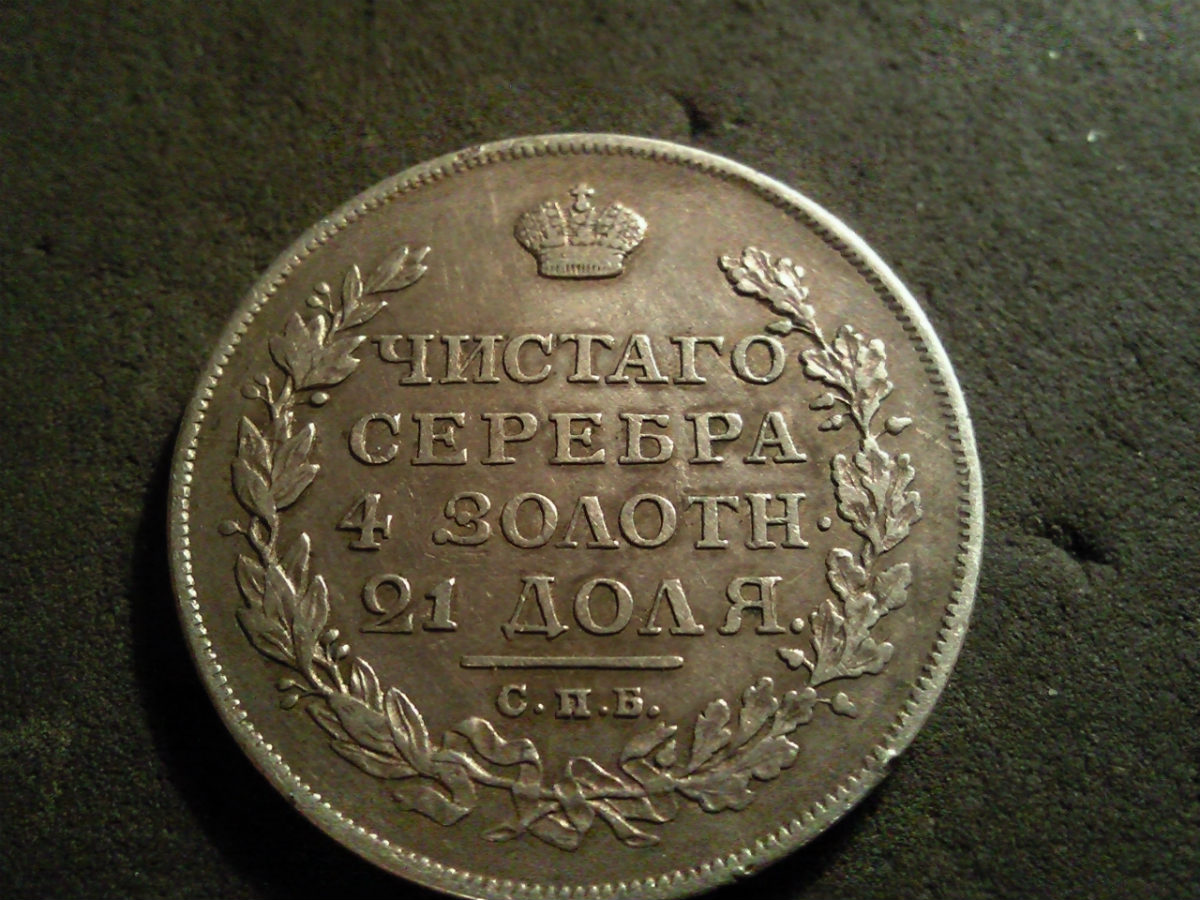 ЧИСТАГО
СЕРЕБРА
4 ЗОЛОТН·
21 ДОЛЯ.
С.П.Б.